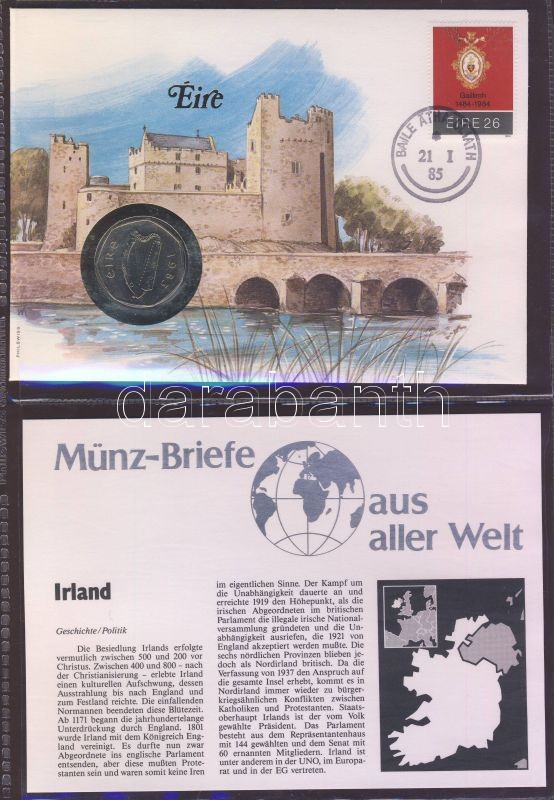 Éire
Gaillimh
1484-1984
ÉIRE 26
BAILE ÁTHA
21 I
85
éire
1985
PHILSWISS
darabanth
Münz-Briefe
aus
aller Welt
Irland
Geschichte/Politik
Die Besiedlung Irlands erfolgte
vermutlich zwischen 500 und 200 vor
Christus. Zwischen 400 und 800 – nach
der Christianisierung – erlebte Irland
einen kulturellen Aufschwung, dessen
Ausstrahlung bis nach England und
zum Festland reichte. Die einfallenden
Normannen beendeten diese Blütezeit.
Ab 1171 begann die jahrhundertelange
Unterdrückung durch England. 1801
wurde Irland mit dem Königreich Eng-
land vereinigt. Es durfte nun zwar
Abgeordnete ins englische Parlament
entsenden, aber diese mußten Prote-
stanten sein und waren somit keine Iren
im eigentlichen Sinne. Der Kampf um
die Unabhängigkeit dauerte an und
erreichte 1919 den Höhepunkt, als die
irischen Abgeordneten im britischen
Parlament die illegale irische National-
versammlung gründeten und die Un-
abhängigkeit ausriefen, die 1921 von
England akzeptiert werden mußte. Die
sechs nördlichen Provinzen blieben je-
doch als Nordirland britisch. Da die
Verfassung von 1937 den Anspruch auf
die gesamte Insel erhebt, kommt es in
Nordirland immer wieder zu bürger-
kriegsähnlichen Konflikten zwischen
Katholiken und Protestanten. Staats-
oberhaupt Irlands ist der vom Volk
gewählte Präsident. Das Parlament
besteht aus dem Repräsentantenhaus
mit 144 gewählten und dem Senat mit
60 ernannten Mitgliedern. Irland ist
unter anderem in der UNO, im Europa-
rat und in der EG vertreten.